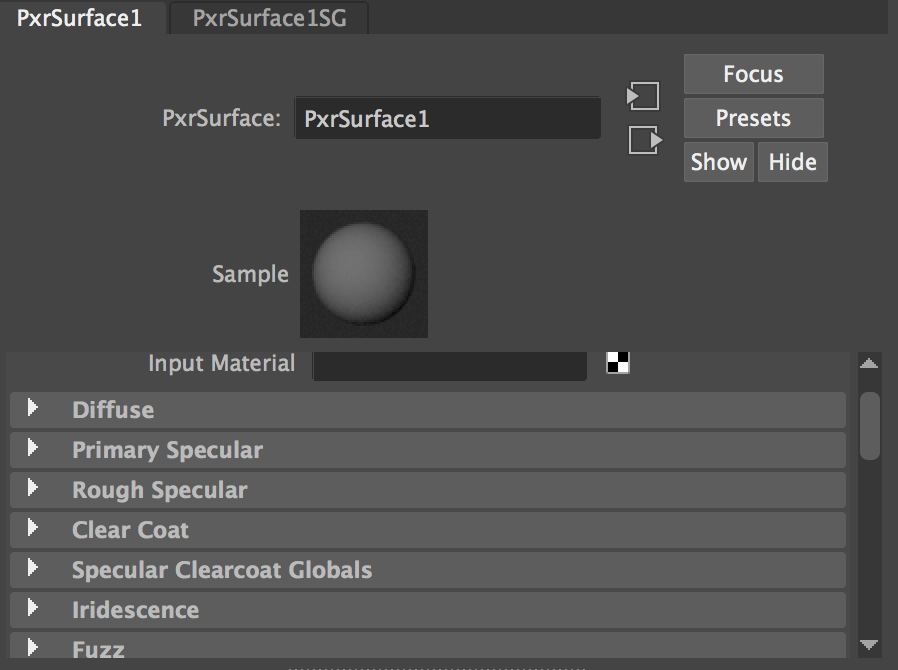 PxrSurface1 PxrSurface1SG
Focus
PxrSurface: PxrSurface1
Presets
Show Hide
Sample
Input Material
Diffuse
Primary Specular
Rough Specular
Clear Coat
Specular Clearcoat Globals
Iridescence
Fuzz